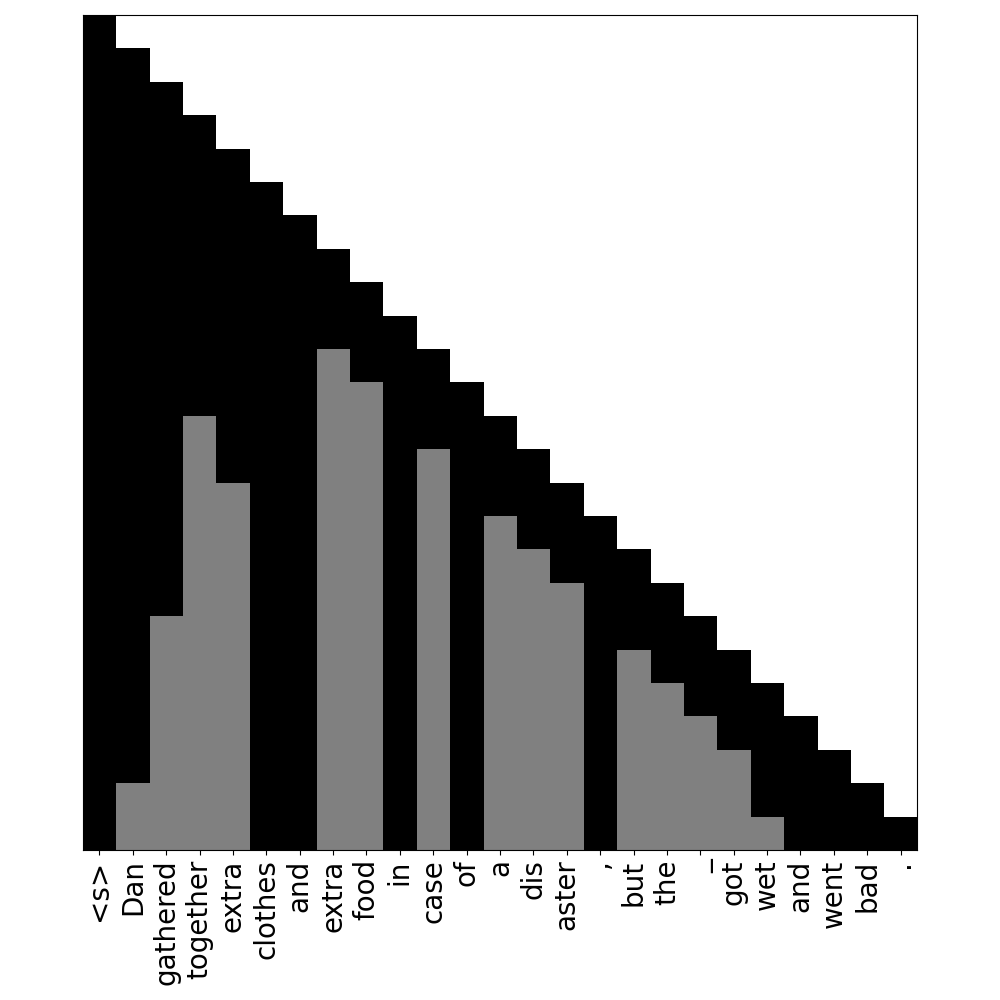 <s> Dan gathered together extra clothes and extra food in case of a dis aster , but the _ got wet and went bad .